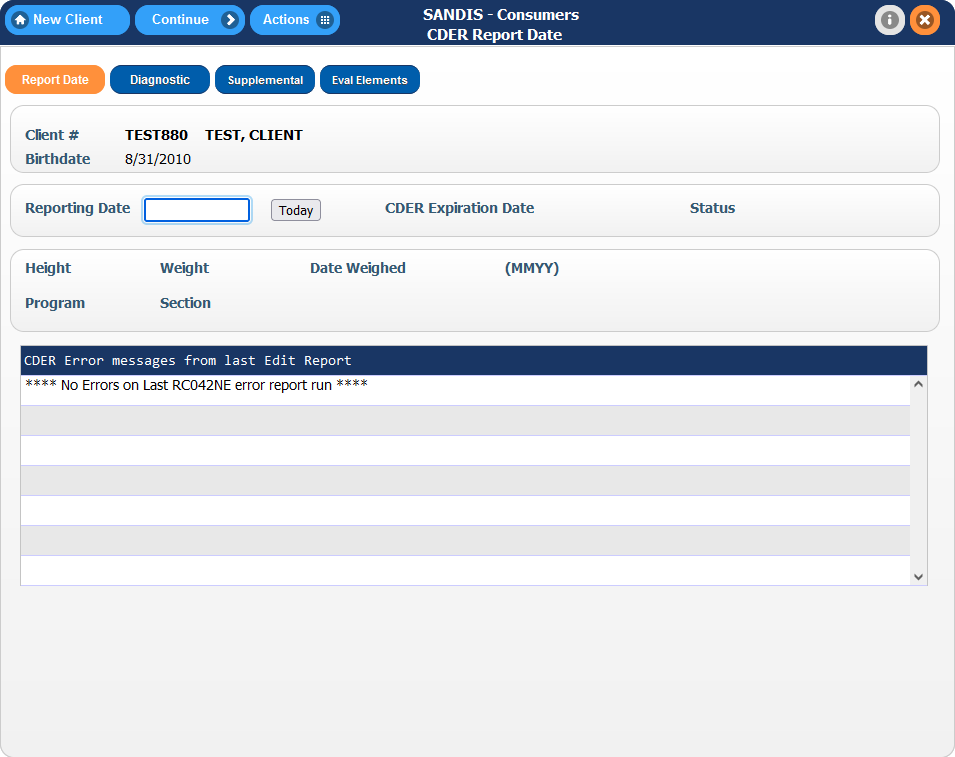 New Client Continue Actions SANDIS - Consumers
CDER Report Date
Report Date Diagnostic Supplemental Eval Elements
Client # TEST880 TEST, CLIENT
Birthdate 8/31/2010
Reporting Date Today CDER Expiration Date Status
Height Weight Date Weighed (MMYY)
Program Section
CDER Error messages from last Edit Report
**** No Errors on Last RC042NE error report run ****